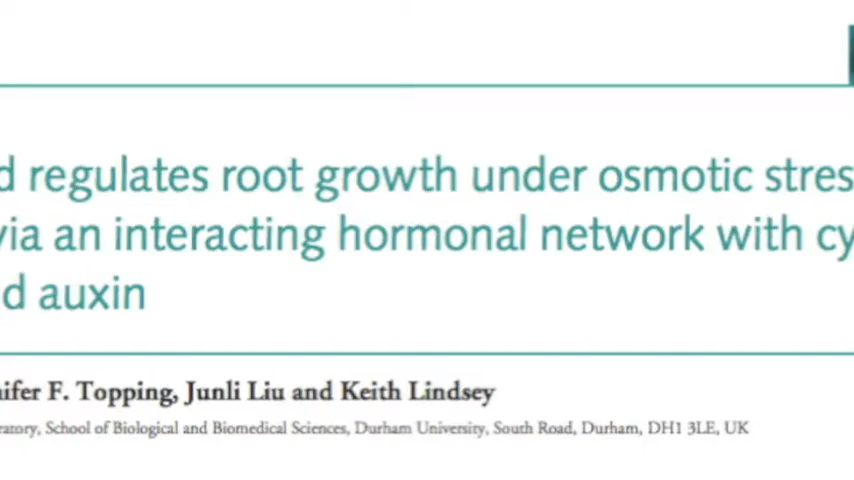 d regulates root growth under osmotic stres
via an interacting hormonal network with cy
d auxin
ifer F. Topping, Junli Liu and Keith Lindsey
ratory, School of Biological and Biomedical Sciences, Durham University, South Road, Durham, DH1 3LE, UK